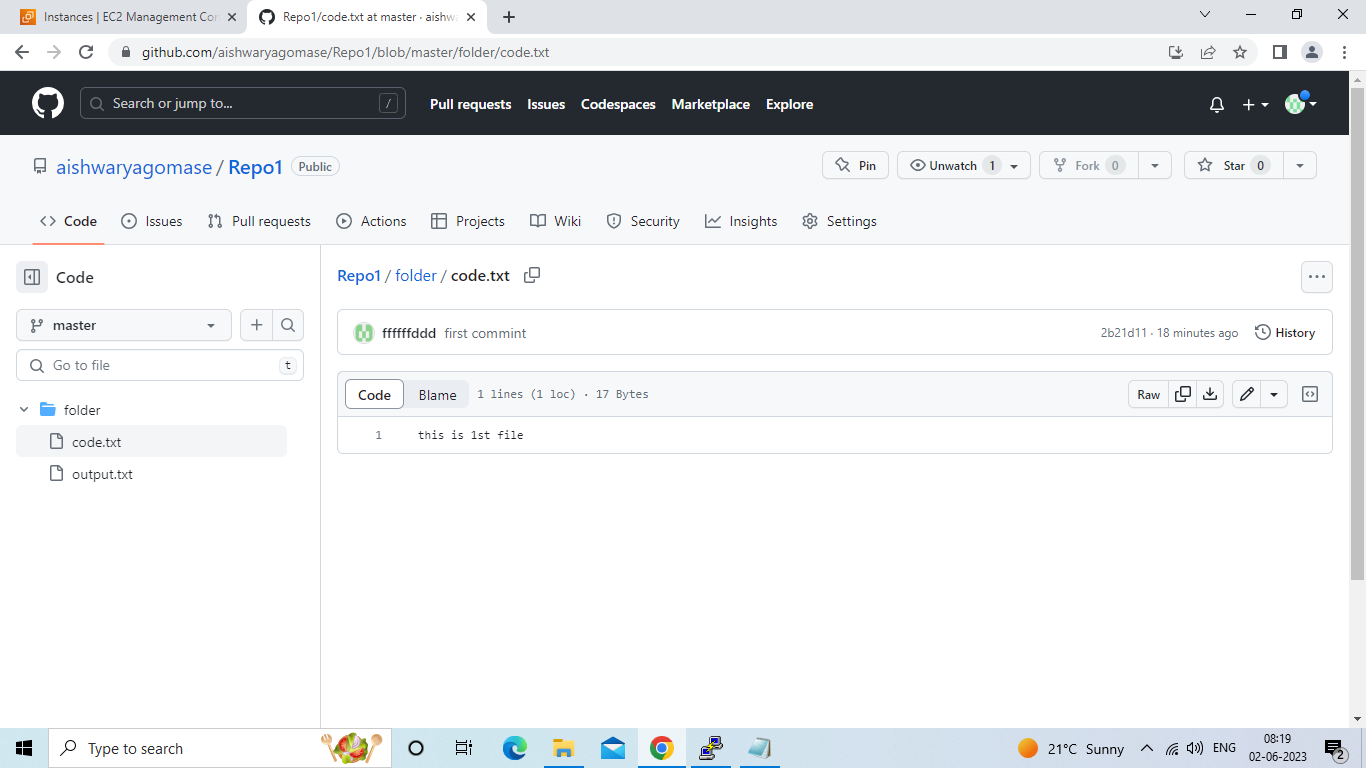 Instances | EC2 Management Con
Repo1/code.txt at master · aishwa
github.com/aishwaryagomase/Repo1/blob/master/folder/code.txt
Search or jump to... /
Pull requests Issues Codespaces Marketplace Explore
aishwaryagomase / Repo1 Public
Pin Unwatch 1 Fork 0 Star 0
Code Issues Pull requests Actions Projects Wiki Security Insights Settings
Code
master
Go to file t
folder
code.txt
output.txt
Repo1 / folder / code.txt
ffffffddd first commint 2b21d11 · 18 minutes ago History
Code Blame 1 lines (1 loc) · 17 Bytes Raw
1 this is 1st file
Type to search
21°C Sunny ENG
08:19
02-06-2023
2